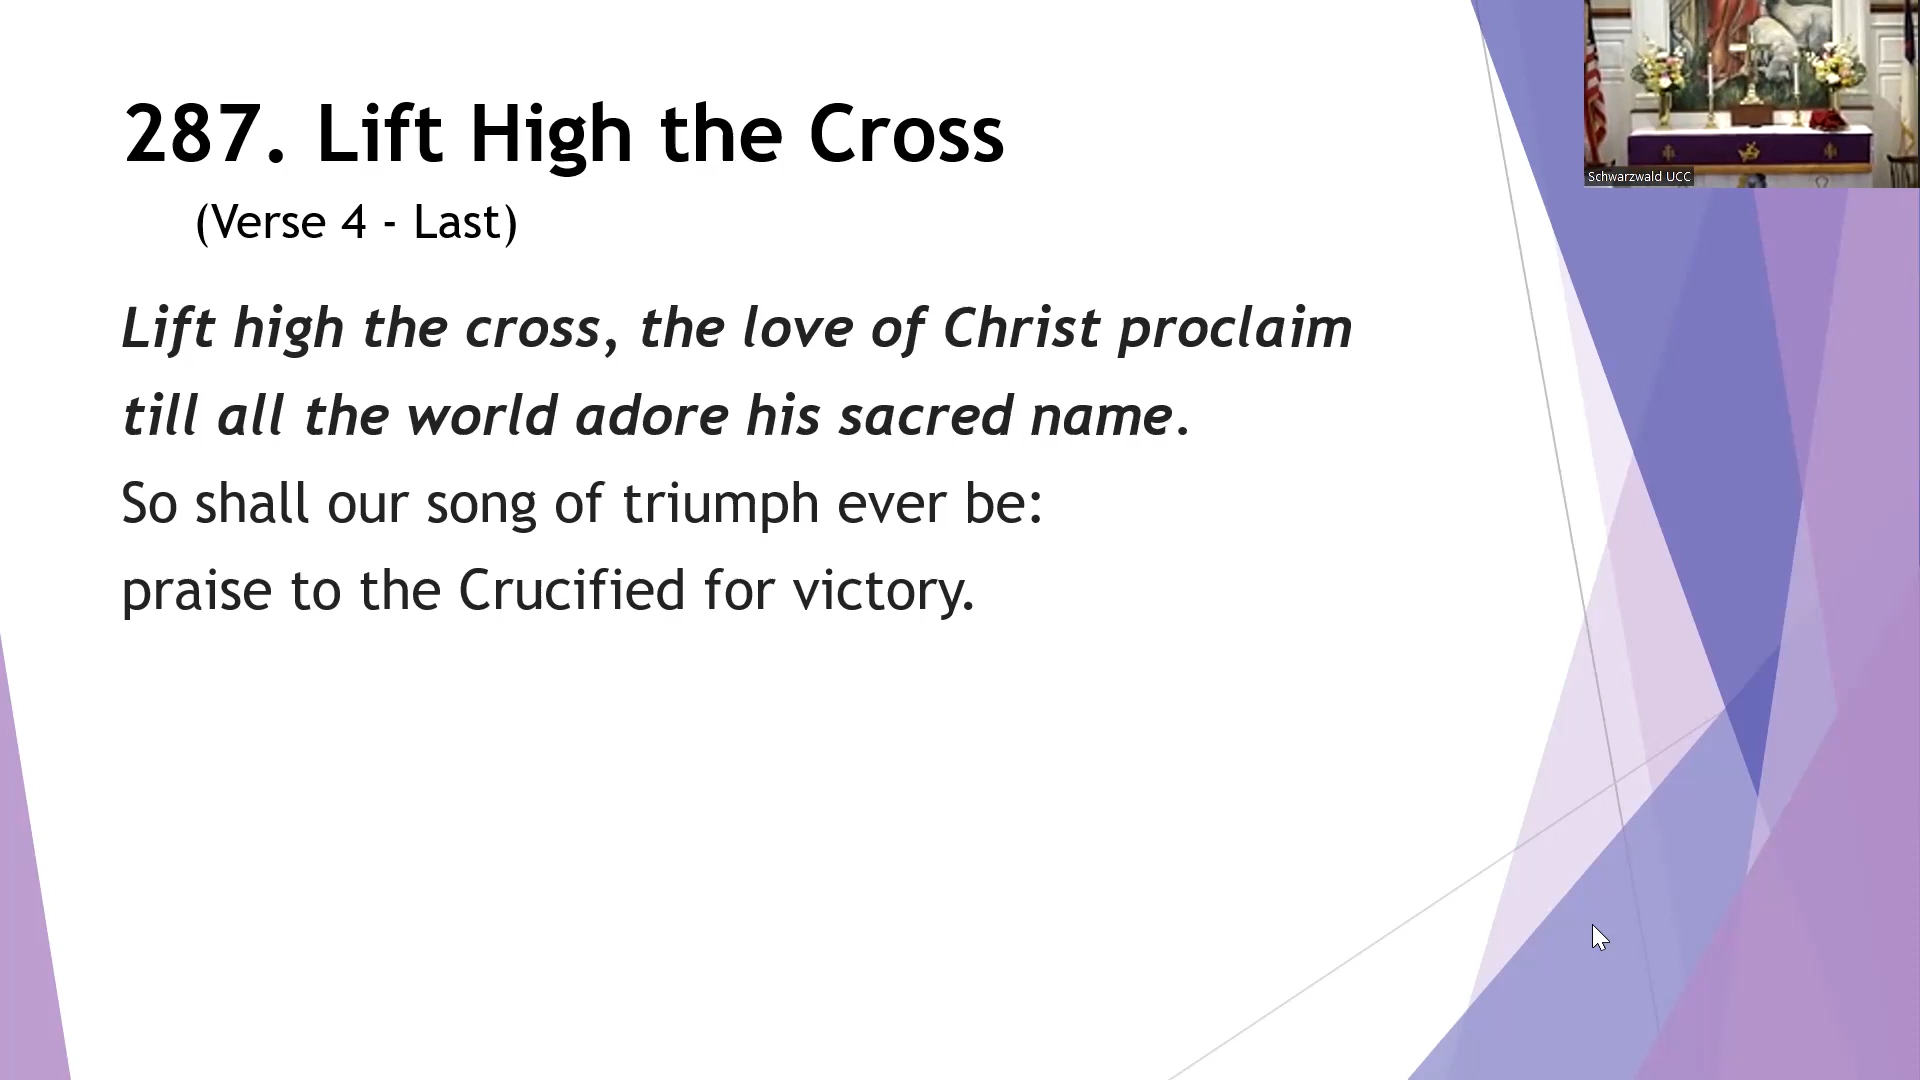 287. Lift High the Cross
(Verse 4 - Last)
Lift high the cross, the love of Christ proclaim
till all the world adore his sacred name.
So shall our song of triumph ever be:
praise to the Crucified for victory.
Schwarzwald UCC